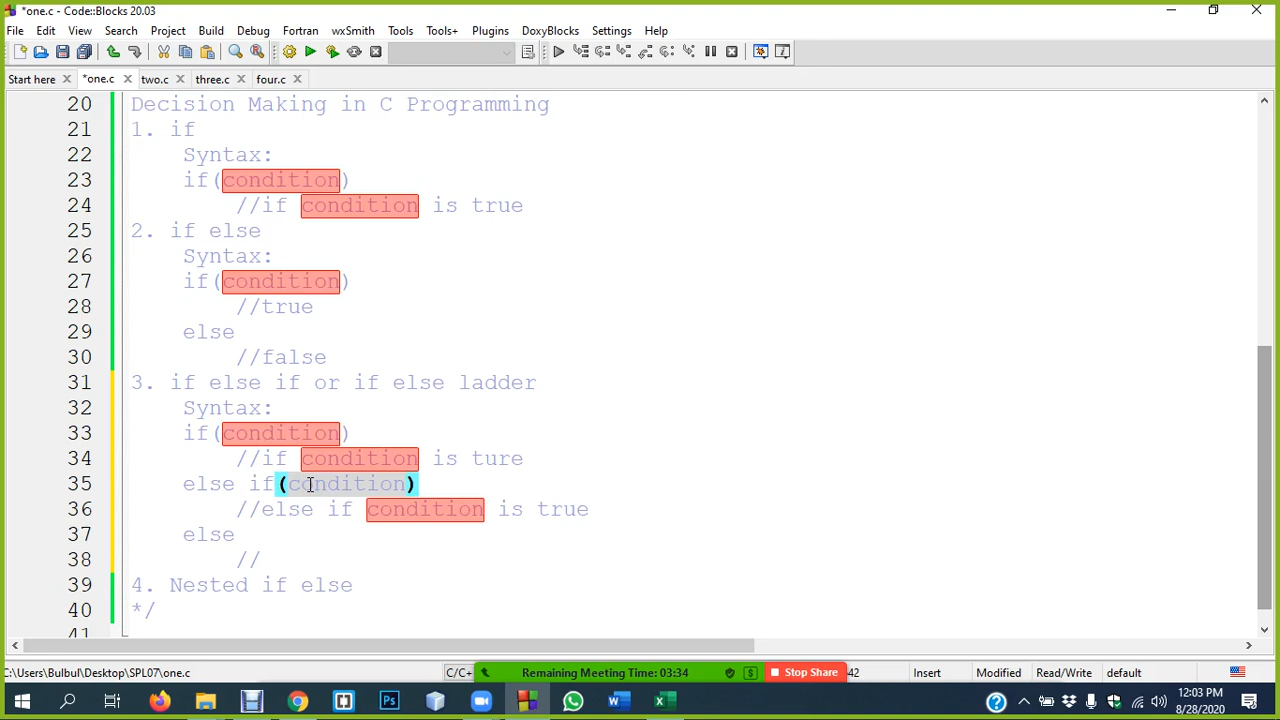 *one.c - Code::Blocks 20.03
File Edit View Search Project Build Debug Fortran wxSmith Tools Tools+ Plugins DoxyBlocks Settings Help
Start here *one.c two.c three.c four.c
20 Decision Making in C Programming
21 1. if
22 Syntax:
23 if(condition)
24 //if condition is true
25 2. if else
26 Syntax:
27 if(condition)
28 //true
29 else
30 //false
31 3. if else if or if else ladder
32 Syntax:
33 if(condition)
34 //if condition is ture
35 else if(condition)
36 //else if condition is true
37 else
38 //
39 4. Nested if else
40 */
41
C:\Users\Bulbul\Desktop\SPL07\one.c C/C+ Remaining Meeting Time: 03:34 Stop Share 42 Insert Modified Read/Write default
12:03 PM
8/28/2020